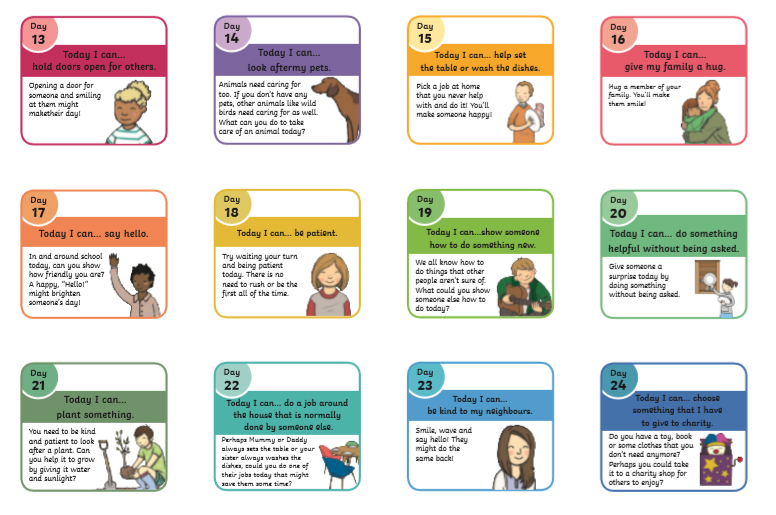 Day
13
Today I can...
hold doors open for others.
Opening a door for
someone and smiling
at them might
maketheir day!
Day
14
Today I can...
look aftermy pets.
Animals need caring for
too. If you don't have any
pets, other animals like wild
birds need caring for as well.
What can you do to take
care of an animal today?
Day
15
Today I can... help set
the table or wash the dishes.
Pick a job at home
that you never help
with and do it! You'll
make someone happy!
Day
16
Today I can...
give my family a hug.
Hug a member of your
family. You'll make
them smile!
Day
17
Today I can... say hello.
In and around school
today, can you show
how friendly you are?
A happy, "Hello!"
might brighten
someone's day!
Day
18
Today I can... be patient.
Try waiting your turn
and being patient
today. There is no
need to rush or be the
first all of the time.
Day
19
Today I can...show someone
how to do something new.
We all know how to
do things that other
people aren't sure of.
What could you show
someone else how to
do today?
Day
20
Today I can... do something
helpful without being asked.
Give someone a
surprise today by
doing something
without being asked.
Day
21
Today I can...
plant something.
You need to be kind
and patient to look
after a plant. Can
you help it to grow
by giving it water
and sunlight?
Day
22
Today I can... do a job around
the house that is normally
done by someone else.
Perhaps Mummy or Daddy
always sets the table or your
sister always washes the
dishes, could you do one of
their jobs today that might
save them some time?
Day
23
Today I can...
be kind to my neighbours.
Smile, wave and
say hello! They
might do the
same back!
Day
24
Today I can... choose
something that I have
to give to charity.
Do you have a toy, book
or some clothes that you
don't need anymore?
Perhaps you could take
it to a charity shop for
others to enjoy?